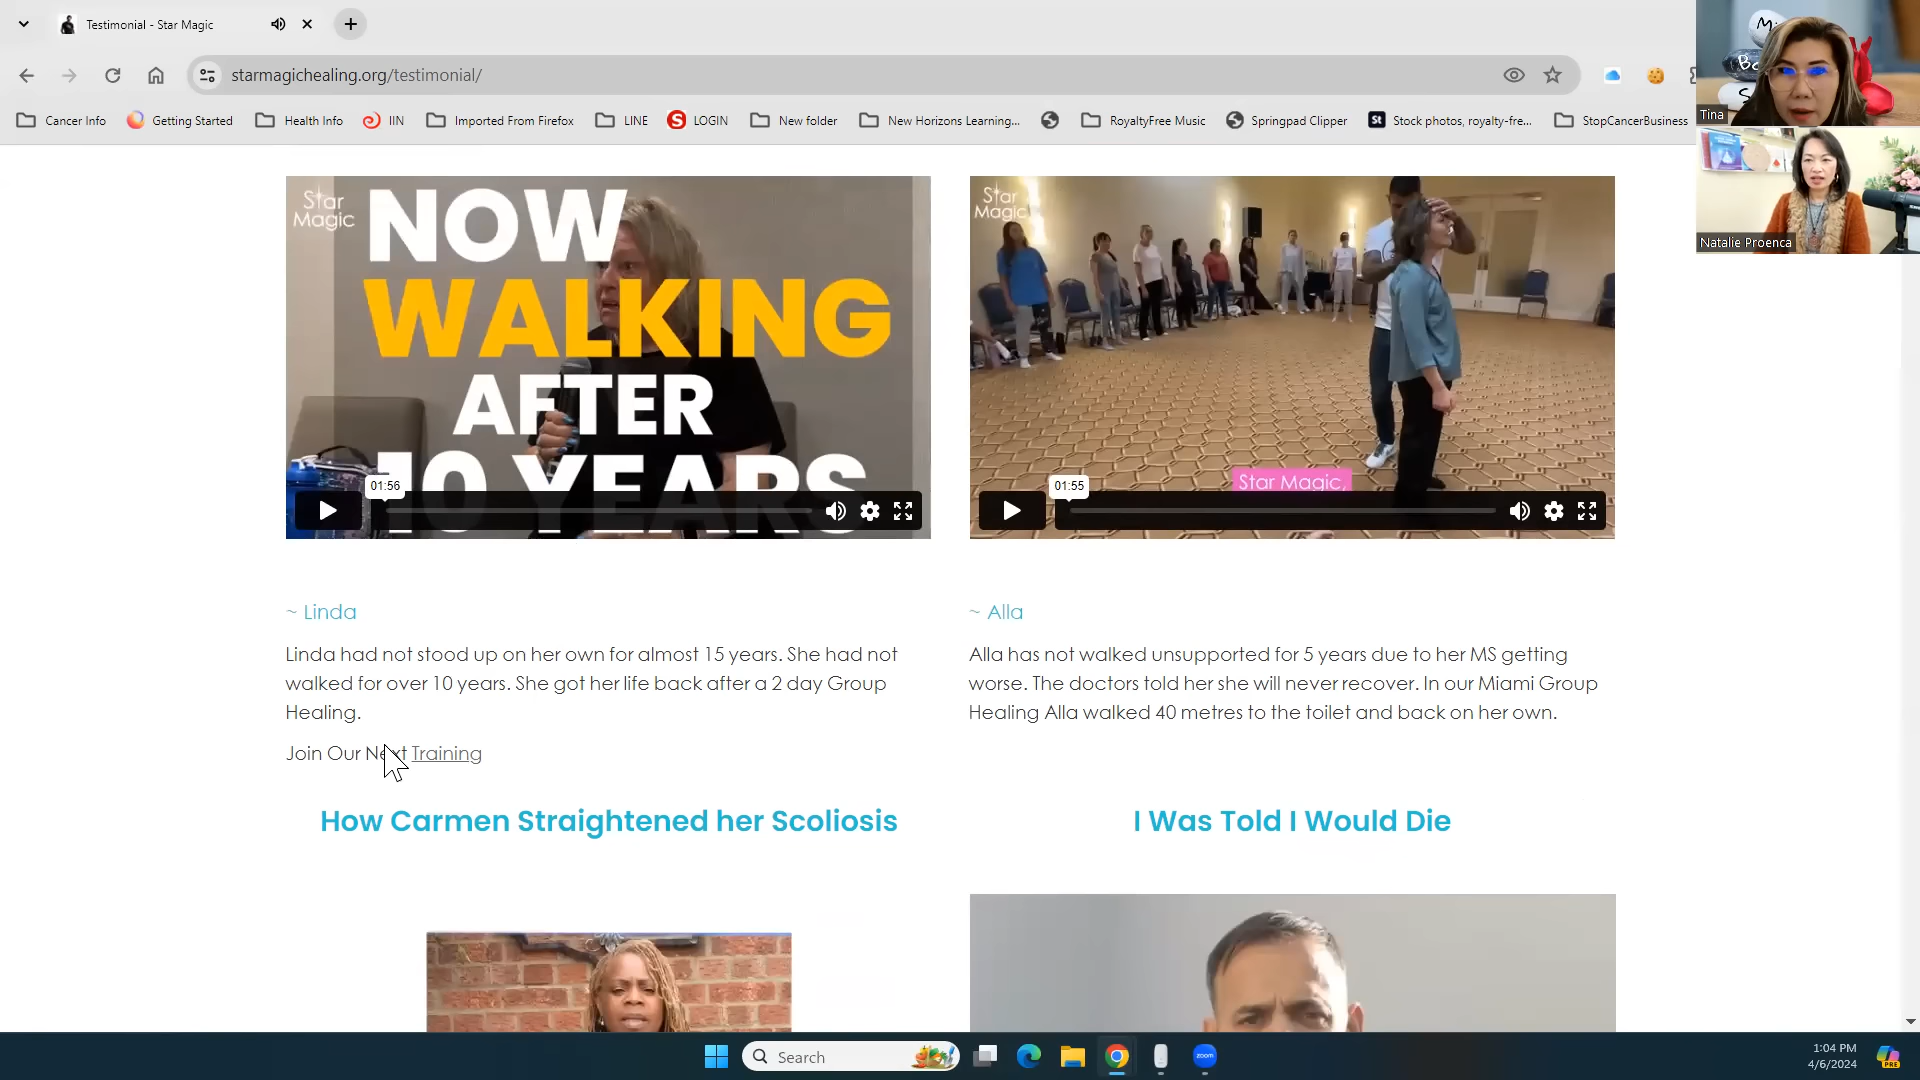 Testimonial - Star Magic
starmagichealing.org/testimonial/
Cancer Info
Getting Started
Health Info
IIN
Imported From Firefox
LINE
LOGIN
New folder
New Horizons Learning...
RoyaltyFree Music
Springpad Clipper
St
Stock photos, royalty-fre...
StopCancerBusiness
Tina
Natalie Proenca
Star
Magic
NOW
WALKING
AFTER
10 YEARS
01:56
Star
Magic
Star Magic,
01:55
~ Linda
Linda had not stood up on her own for almost 15 years. She had not
walked for over 10 years. She got her life back after a 2 day Group
Healing.
Join Our Next Training
~ Alla
Alla has not walked unsupported for 5 years due to her MS getting
worse. The doctors told her she will never recover. In our Miami Group
Healing Alla walked 40 metres to the toilet and back on her own.
How Carmen Straightened her Scoliosis
I Was Told I Would Die
Search
zoom
1:04 PM
4/6/2024
PRE